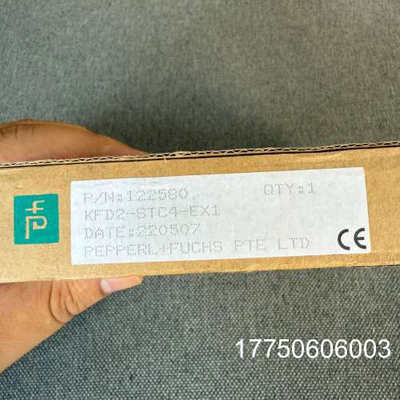 P/N:122580 QTY:1
KFD2-STC4-EX1
DATE:220507
PEPPERL+FUCHS PTE LTD
CE
17750606003